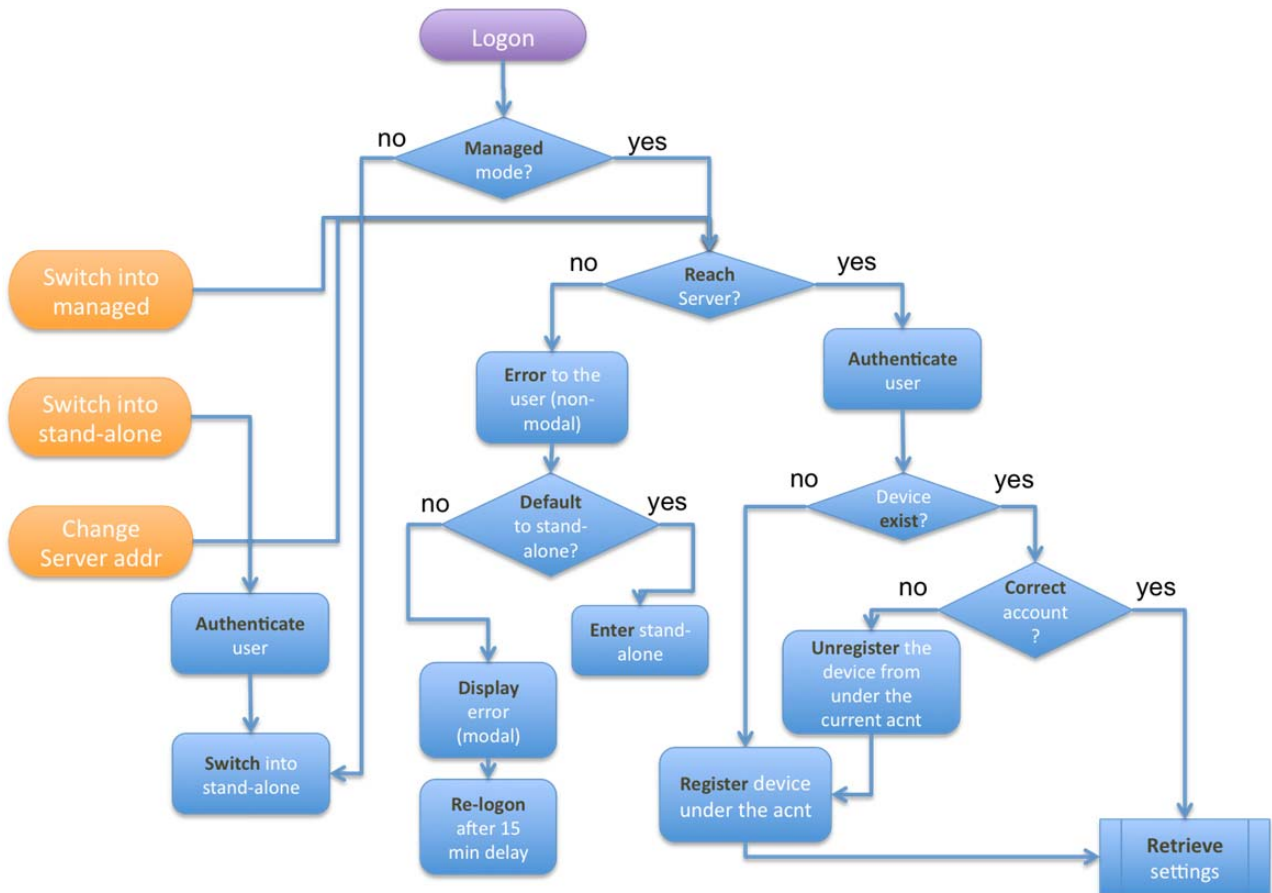 Logon
no
Managed
mode?
yes
Switch into
managed
no
Reach
Server?
yes
Error to the
user (non-
modal)
Authenticate
user
Switch into
stand-alone
no
Default
to stand-
alone?
yes
no
Device
exist?
yes
Change
Server addr
Authenticate
user
Enter stand-
alone
no
Correct
account
?
yes
Unregister the
device from
under the
current acnt
Display
error
(modal)
Switch into
stand-alone
Register device
under the acnt
Re-logon
after 15
min delay
Retrieve
settings